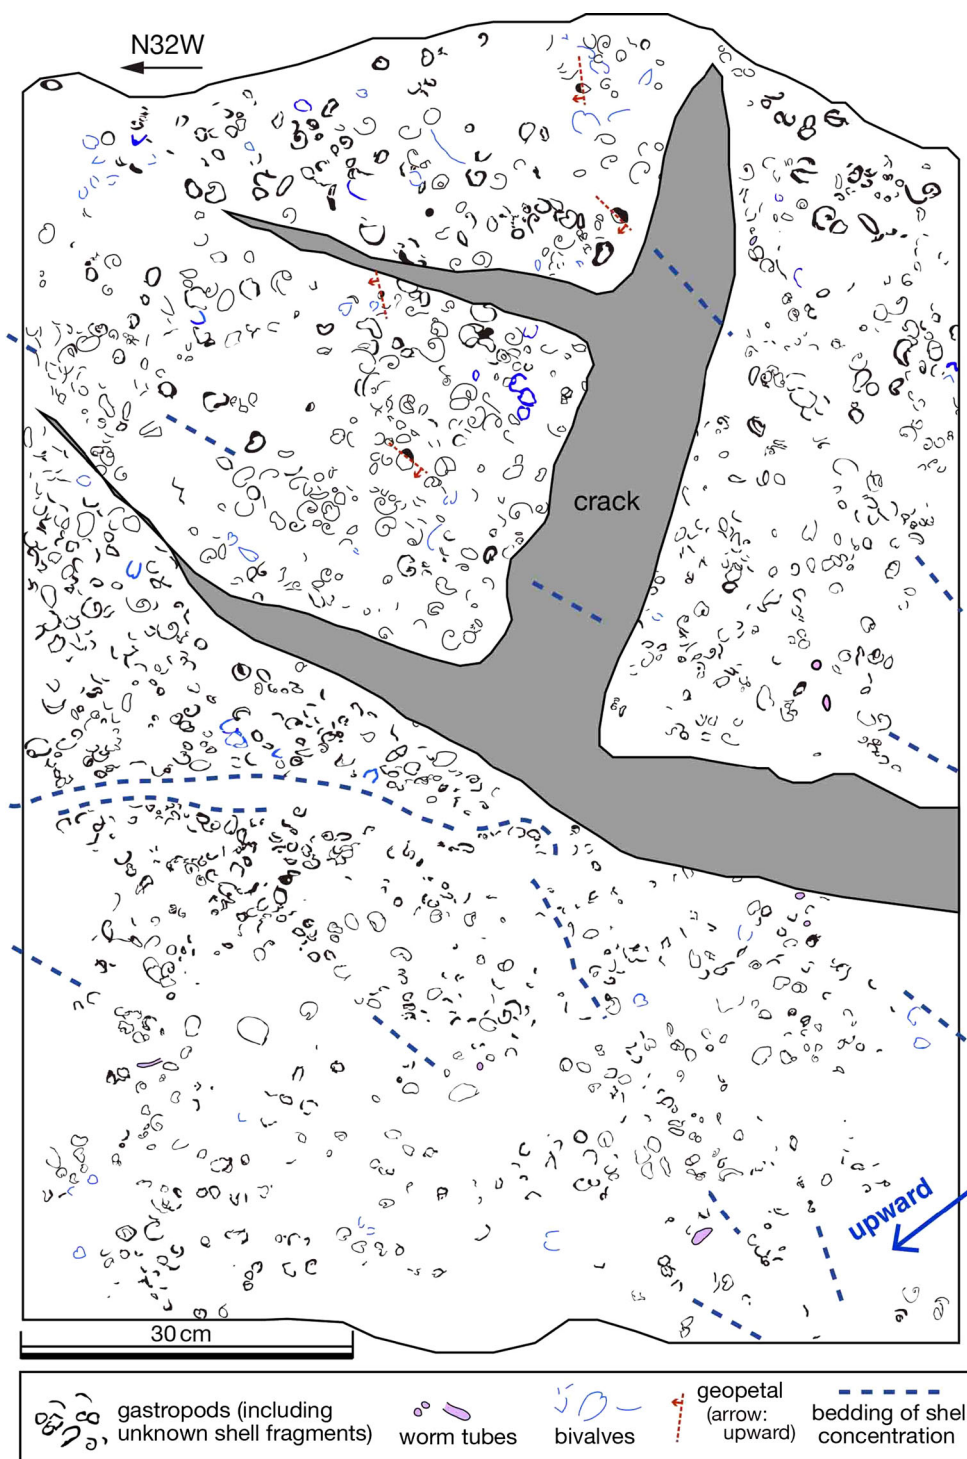 N32W
crack
upward
30 cm
gastropods (including
unknown shell fragments)
worm tubes
bivalves
geopetal
(arrow:
upward)
bedding of shell
concentration